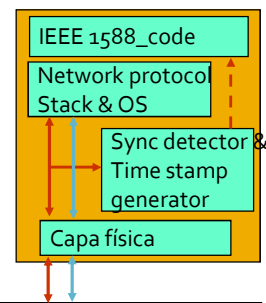 IEEE 1588_code
Network protocol
Stack & OS
Sync detector &
Time stamp
generator
Capa física